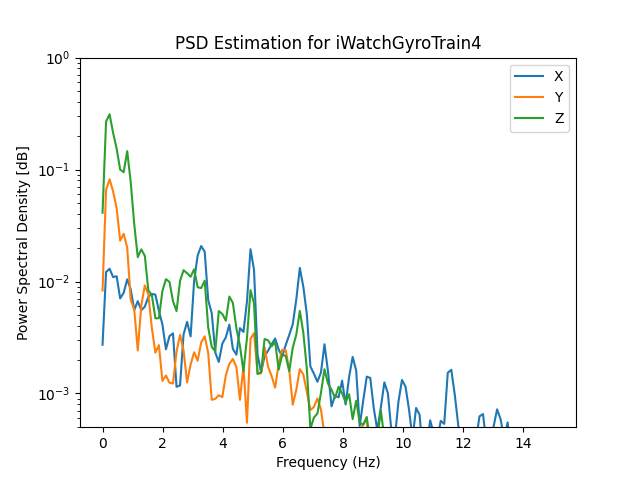 PSD Estimation for iWatchGyroTrain4
X
Y
Z
Power Spectral Density [dB]
10⁰
10⁻¹
10⁻²
10⁻³
0 2 4 6 8 10 12 14
Frequency (Hz)